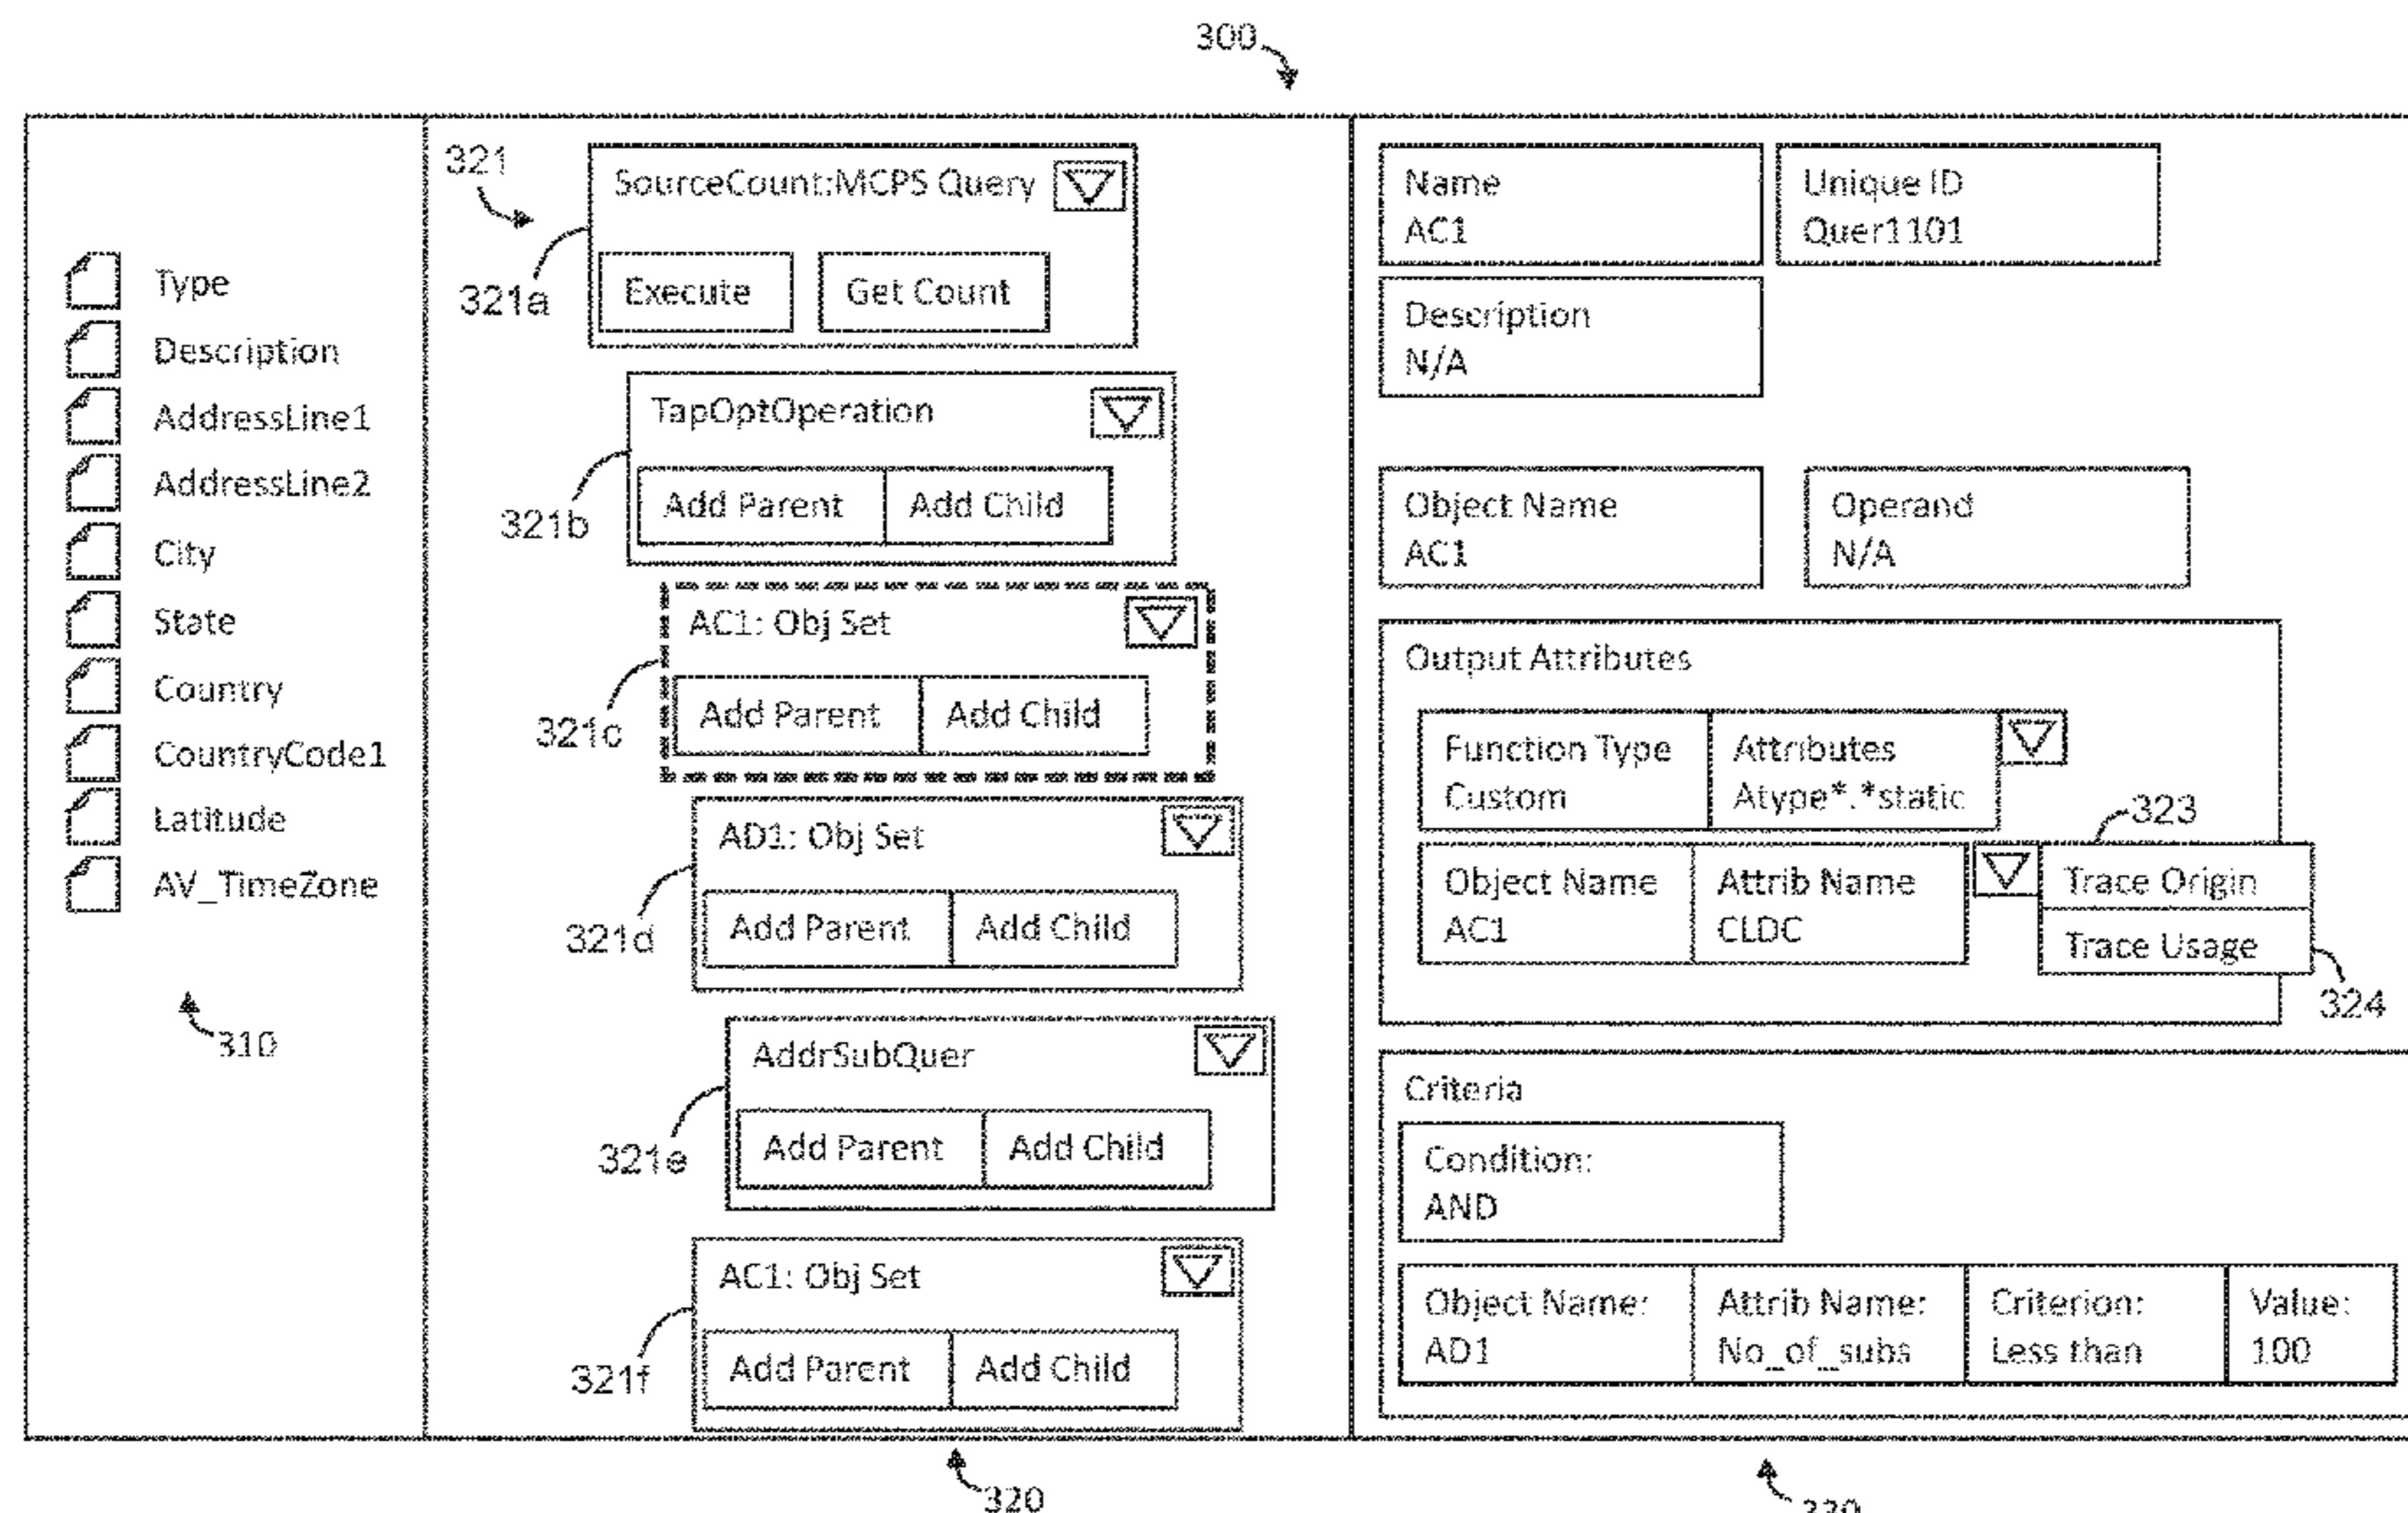 300
Type
Description
AddressLine1
AddressLine2
City
State
Country
CountryCode1
Latitude
AV_TimeZone
310
321
SourceCount:MCPS Query
321a
Execute
Get Count
TapOptOperation
321b
Add Parent
Add Child
AC1: Obj Set
321c
Add Parent
Add Child
AD1: Obj Set
321d
Add Parent
Add Child
AddrSubQuer
321e
Add Parent
Add Child
AC1: Obj Set
321f
Add Parent
Add Child
320
Name
AC1
Unique ID
Quer1101
Description
N/A
Object Name
AC1
Operand
N/A
Output Attributes
Function Type
Custom
Attributes
Atype*.*static
323
Object Name
AC1
Attrib Name
CLDC
Trace Origin
Trace Usage
324
Criteria
Condition:
AND
Object Name:
AD1
Attrib Name:
No_of_subs
Criterion:
Less than
Value:
100